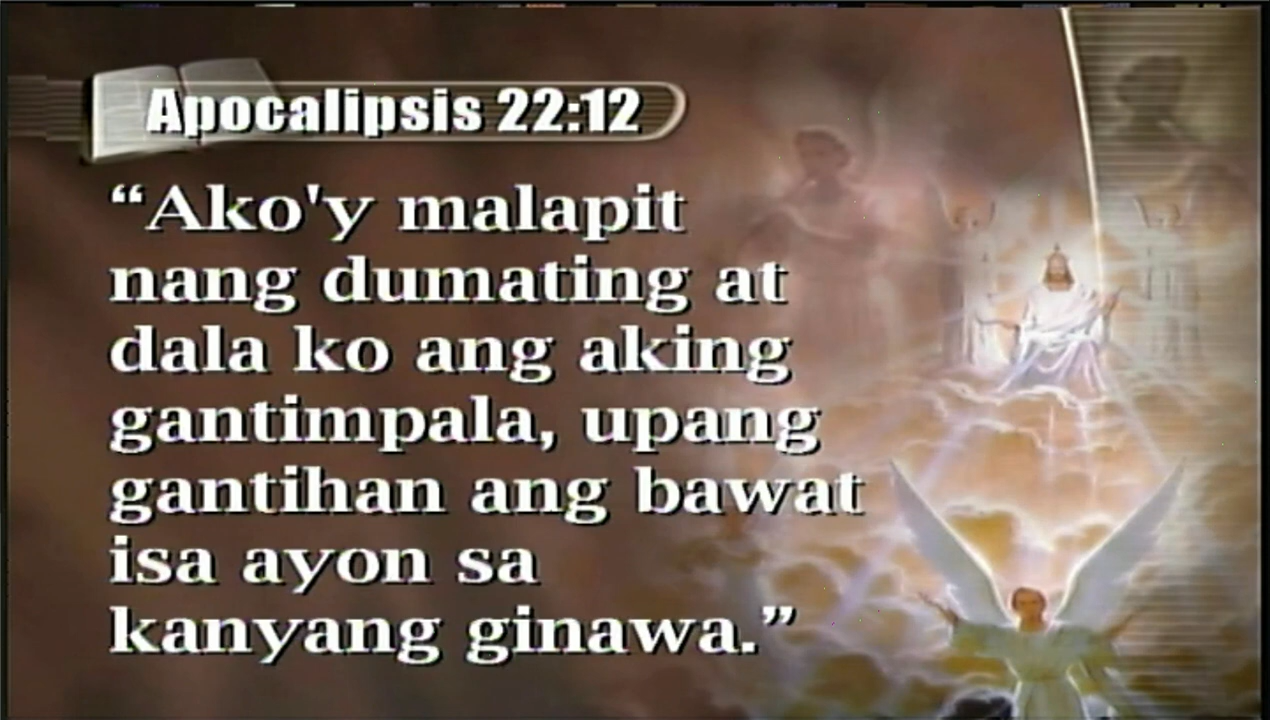 Apocalipsis 22:12
“Ako'y malapit
nang dumating at
dala ko ang aking
gantimpala, upang
gantihan ang bawat
isa ayon sa
kanyang ginawa.”